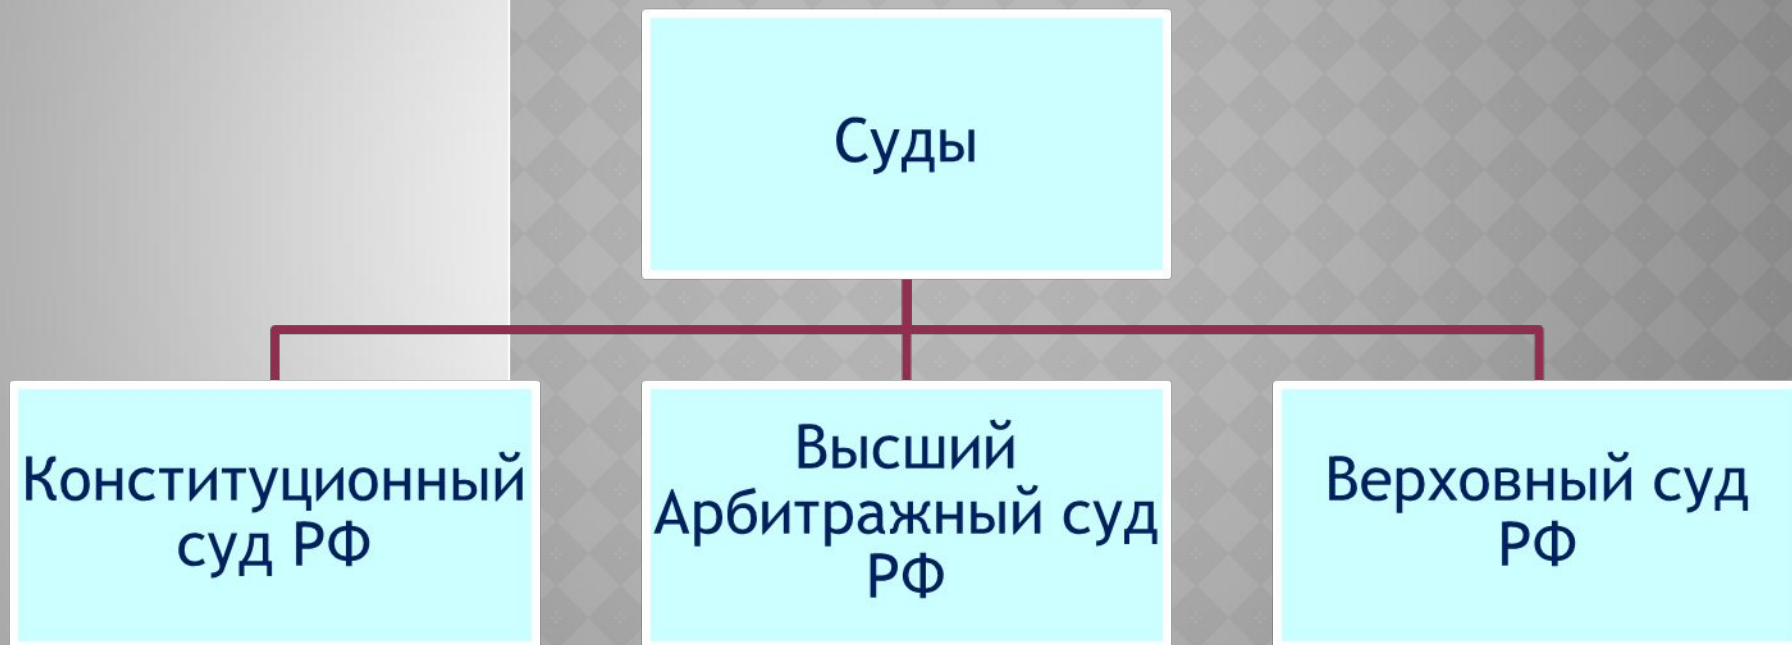 Суды
Конституционный
суд РФ
Высший
Арбитражный суд
РФ
Верховный суд
РФ